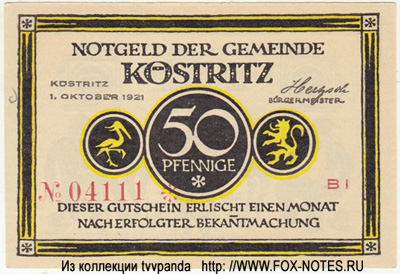 NOTGELD DER GEMEINDE
KÖSTRITZ
KÖSTRITZ
1. OKTOBER 1921
BÜRGERMEISTER
50
PFENNIGE
№ 04111 *
B I
DIESER GUTSCHEIN ERLISCHT EINEN MONAT
NACH ERFOLGTER BEKAÑTMACHUNG
Из коллекции tvvpanda http://WWW.FOX-NOTES.RU